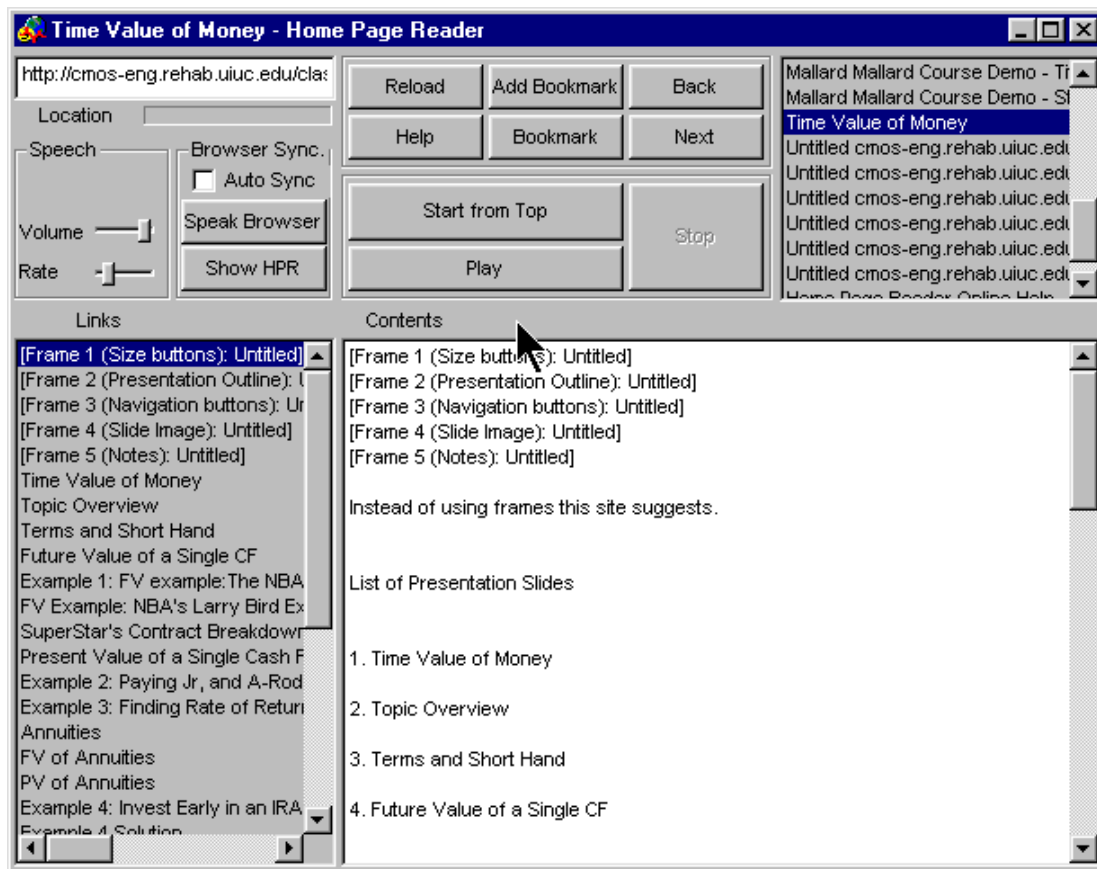 Time Value of Money - Home Page Reader
http://cmos-eng.rehab.uiuc.edu/clas
Location
Speech
Volume
Rate
Browser Sync.
Auto Sync
Speak Browser
Show HPR
Reload
Add Bookmark
Back
Help
Bookmark
Next
Start from Top
Stop
Play
Mallard Mallard Course Demo - Ti
Mallard Mallard Course Demo - St
Time Value of Money
Untitled cmos-eng.rehab.uiuc.edu
Untitled cmos-eng.rehab.uiuc.edu
Untitled cmos-eng.rehab.uiuc.edu
Untitled cmos-eng.rehab.uiuc.edu
Untitled cmos-eng.rehab.uiuc.edu
Untitled cmos-eng.rehab.uiuc.edu
Home Page Reader Online Help
Links
[Frame 1 (Size buttons): Untitled]
[Frame 2 (Presentation Outline): U
[Frame 3 (Navigation buttons): Un
[Frame 4 (Slide Image): Untitled]
[Frame 5 (Notes): Untitled]
Time Value of Money
Topic Overview
Terms and Short Hand
Future Value of a Single CF
Example 1: FV example:The NBA
FV Example: NBA's Larry Bird Ex
SuperStar's Contract Breakdown
Present Value of a Single Cash F
Example 2: Paying Jr, and A-Rod
Example 3: Finding Rate of Return
Annuities
FV of Annuities
PV of Annuities
Example 4: Invest Early in an IRA
Example 4 Solution
Contents
[Frame 1 (Size buttons): Untitled]
[Frame 2 (Presentation Outline): Untitled]
[Frame 3 (Navigation buttons): Untitled]
[Frame 4 (Slide Image): Untitled]
[Frame 5 (Notes): Untitled]
Instead of using frames this site suggests.
List of Presentation Slides
1. Time Value of Money
2. Topic Overview
3. Terms and Short Hand
4. Future Value of a Single CF